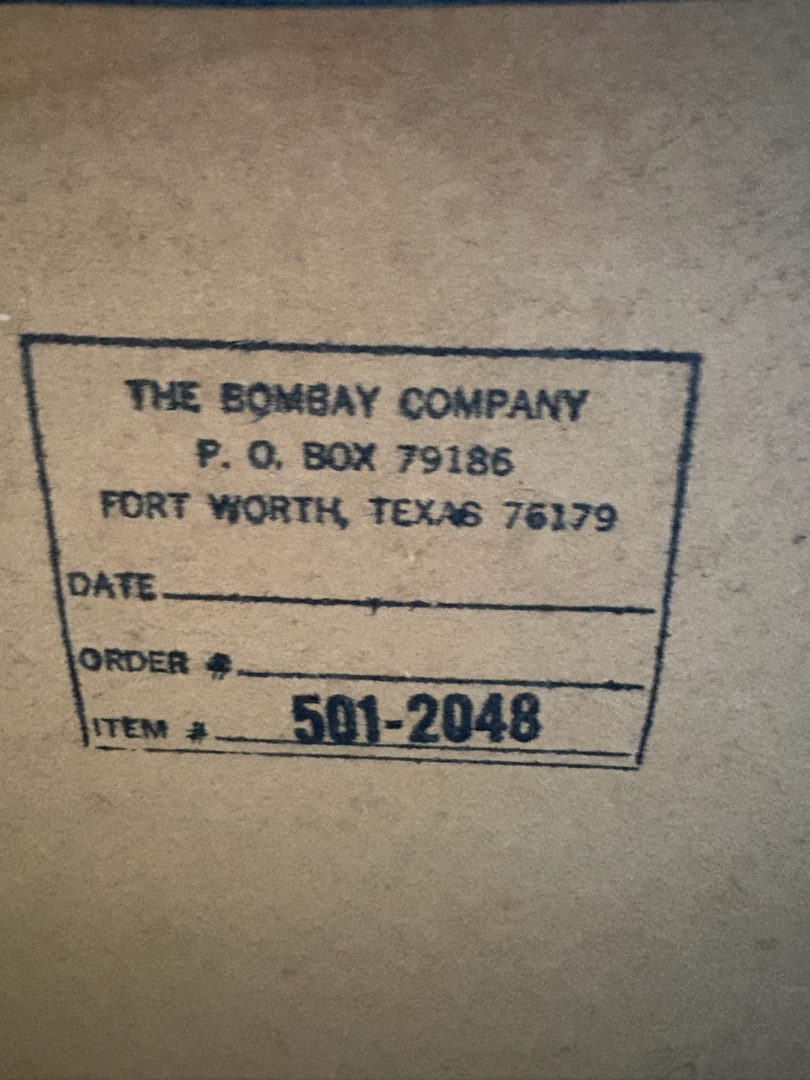 THE BOMBAY COMPANY
P. O. BOX 79186
FORT WORTH, TEXAS 76179
DATE
ORDER #
ITEM # 501-2048